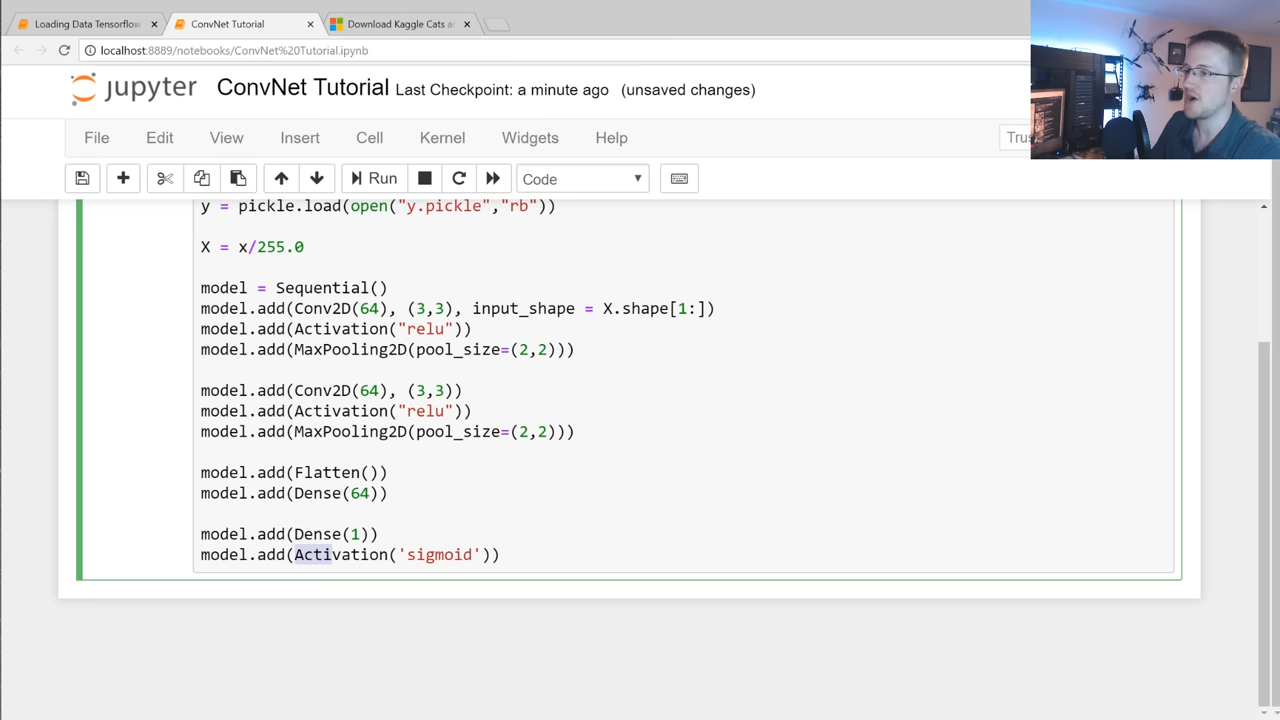 Loading Data Tensorflow
ConvNet Tutorial
Download Kaggle Cats a
localhost:8889/notebooks/ConvNet%20Tutorial.ipynb
jupyter ConvNet Tutorial Last Checkpoint: a minute ago (unsaved changes)
File Edit View Insert Cell Kernel Widgets Help Trus
Run Code
y = pickle.load(open("y.pickle","rb"))
X = x/255.0
model = Sequential()
model.add(Conv2D(64), (3,3), input_shape = X.shape[1:])
model.add(Activation("relu"))
model.add(MaxPooling2D(pool_size=(2,2)))
model.add(Conv2D(64), (3,3))
model.add(Activation("relu"))
model.add(MaxPooling2D(pool_size=(2,2)))
model.add(Flatten())
model.add(Dense(64))
model.add(Dense(1))
model.add(Activation('sigmoid'))